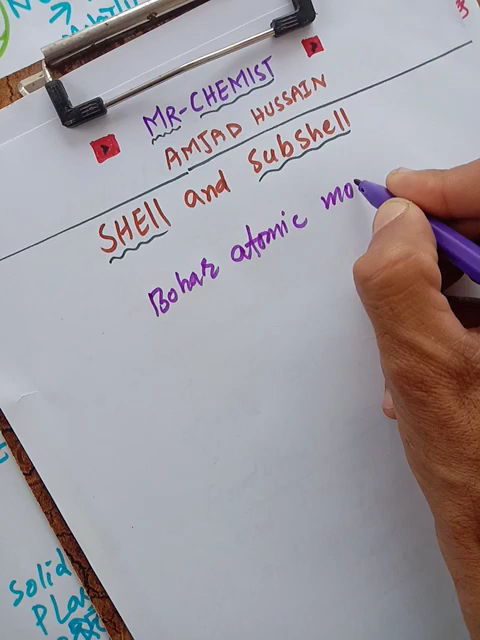 MR-CHEMIST
AMJAD HUSSAIN
SHELL and Subshell
Bohar atomic mo
Solid